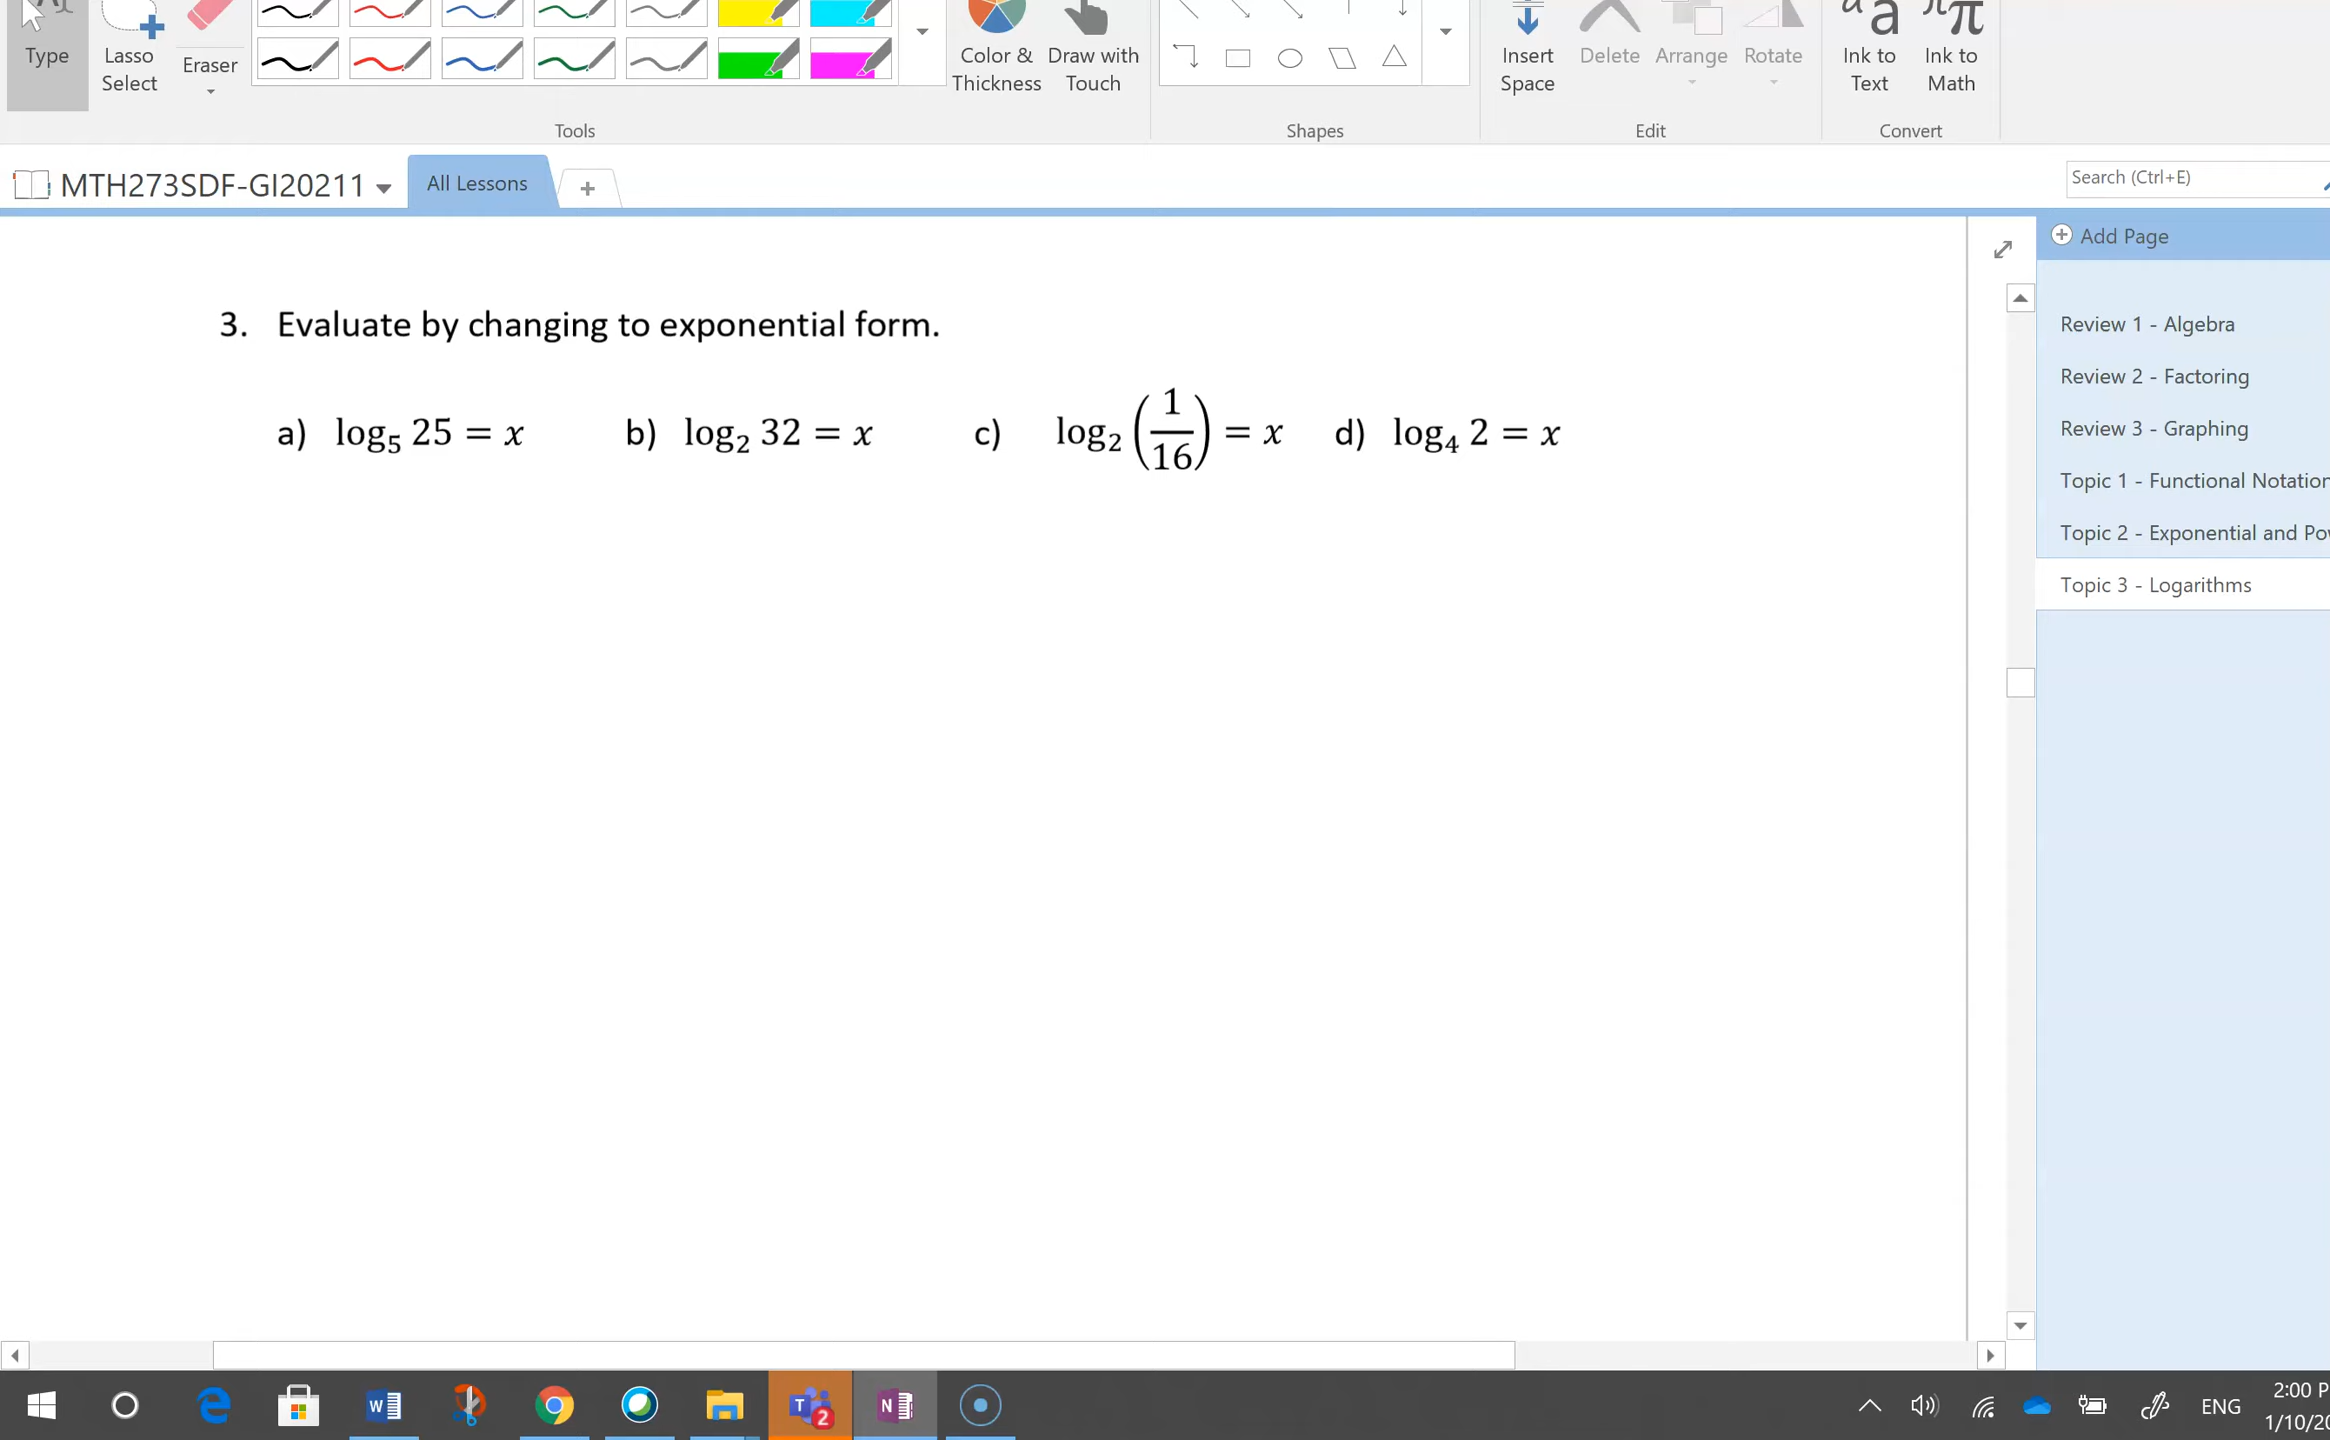 Type
Lasso Select
Eraser
Color & Thickness
Draw with Touch
Insert Space
Delete
Arrange
Rotate
Ink to Text
Ink to Math
Tools
Shapes
Edit
Convert
MTH273SDF-GI20211
All Lessons
+
Search (Ctrl+E)
Add Page
3. Evaluate by changing to exponential form.
a) log₅ 25 = x b) log₂ 32 = x c) log₂ (1/16) = x d) log₄ 2 = x
Review 1 - Algebra
Review 2 - Factoring
Review 3 - Graphing
Topic 1 - Functional Notation
Topic 2 - Exponential and Po
Topic 3 - Logarithms
2
ENG
2:00 P
1/10/20